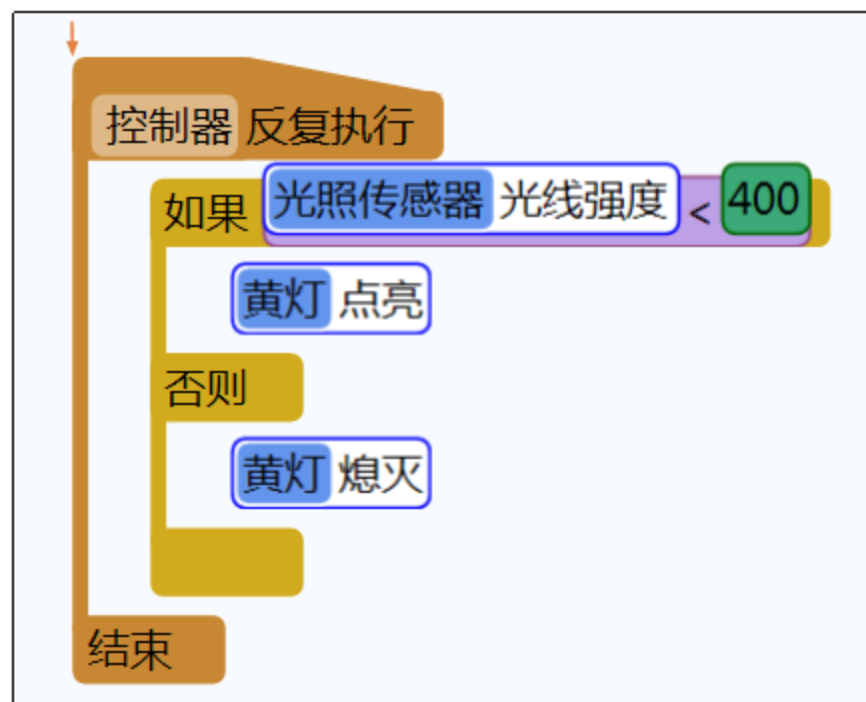 控制器 反复执行
如果 光照传感器 光线强度 < 400
黄灯 点亮
否则
黄灯 熄灭
结束